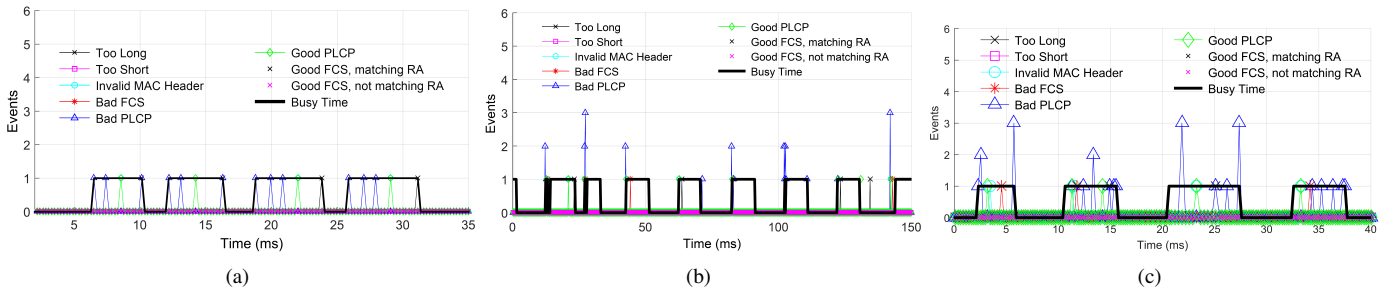 6
5
4
3
2
1
0
Events
Too Long
Too Short
Invalid MAC Header
Bad FCS
Bad PLCP
Good PLCP
Good FCS, matching RA
Good FCS, not matching RA
Busy Time
5 10 15 20 25 30 35
Time (ms)
(a)
6
5
4
3
2
1
0
Events
Too Long
Too Short
Invalid MAC Header
Bad FCS
Bad PLCP
Good PLCP
Good FCS, matching RA
Good FCS, not matching RA
Busy Time
0 50 100 150
Time (ms)
(b)
6
5
4
3
2
1
0
Events
Too Long
Too Short
Invalid MAC Header
Bad FCS
Bad PLCP
Good PLCP
Good FCS, matching RA
Good FCS, not matching RA
Busy Time
0 5 10 15 20 25 30 35 40
Time (ms)
(c)